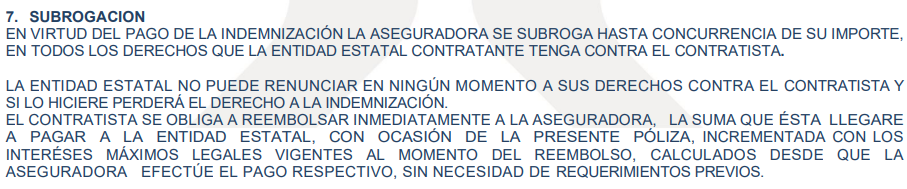 7. SUBROGACION
EN VIRTUD DEL PAGO DE LA INDEMNIZACIÓN LA ASEGURADORA SE SUBROGA HASTA CONCURRENCIA DE SU IMPORTE,
EN TODOS LOS DERECHOS QUE LA ENTIDAD ESTATAL CONTRATANTE TENGA CONTRA EL CONTRATISTA.
LA ENTIDAD ESTATAL NO PUEDE RENUNCIAR EN NINGÚN MOMENTO A SUS DERECHOS CONTRA EL CONTRATISTA Y
SI LO HICIERE PERDERÁ EL DERECHO A LA INDEMNIZACIÓN.
EL CONTRATISTA SE OBLIGA A REEMBOLSAR INMEDIATAMENTE A LA ASEGURADORA, LA SUMA QUE ÉSTA LLEGARE
A PAGAR A LA ENTIDAD ESTATAL, CON OCASIÓN DE LA PRESENTE PÓLIZA, INCREMENTADA CON LOS
INTERÉSES MÁXIMOS LEGALES VIGENTES AL MOMENTO DEL REEMBOLSO, CALCULADOS DESDE QUE LA
ASEGURADORA EFECTÚE EL PAGO RESPECTIVO, SIN NECESIDAD DE REQUERIMIENTOS PREVIOS.